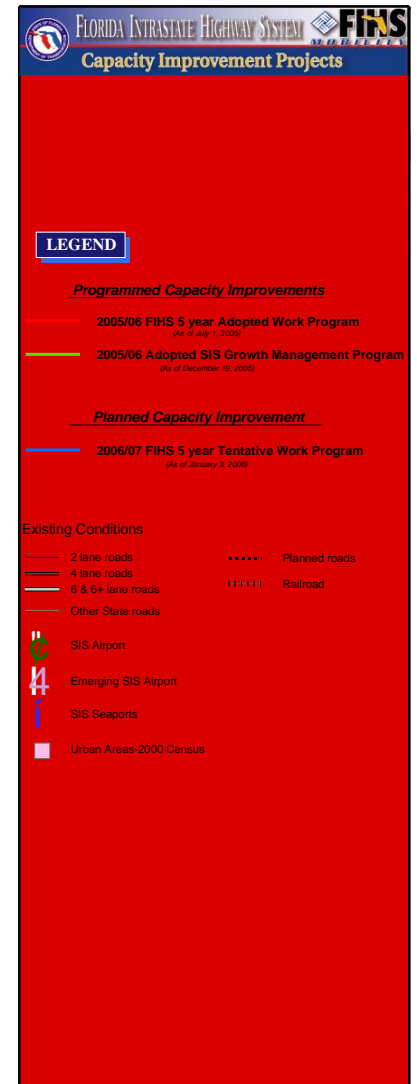 FLORIDA INTRASTATE HIGHWAY SYSTEM
FIHS
MOBILITY
Capacity Improvement Projects
LEGEND
Programmed Capacity Improvements
2005/06 FIHS 5 year Adopted Work Program
(As of July 1, 2005)
2005/06 Adopted SIS Growth Management Program
(As of December 19, 2005)
Planned Capacity Improvement
2006/07 FIHS 5 year Tentative Work Program
(As of January 3, 2006)
Existing Conditions
2 lane roads
Planned roads
4 lane roads
6 & 6+ lane roads
Railroad
Other State roads
SIS Airport
4 Emerging SIS Airport
í SIS Seaports
Urban Areas-2000 Census